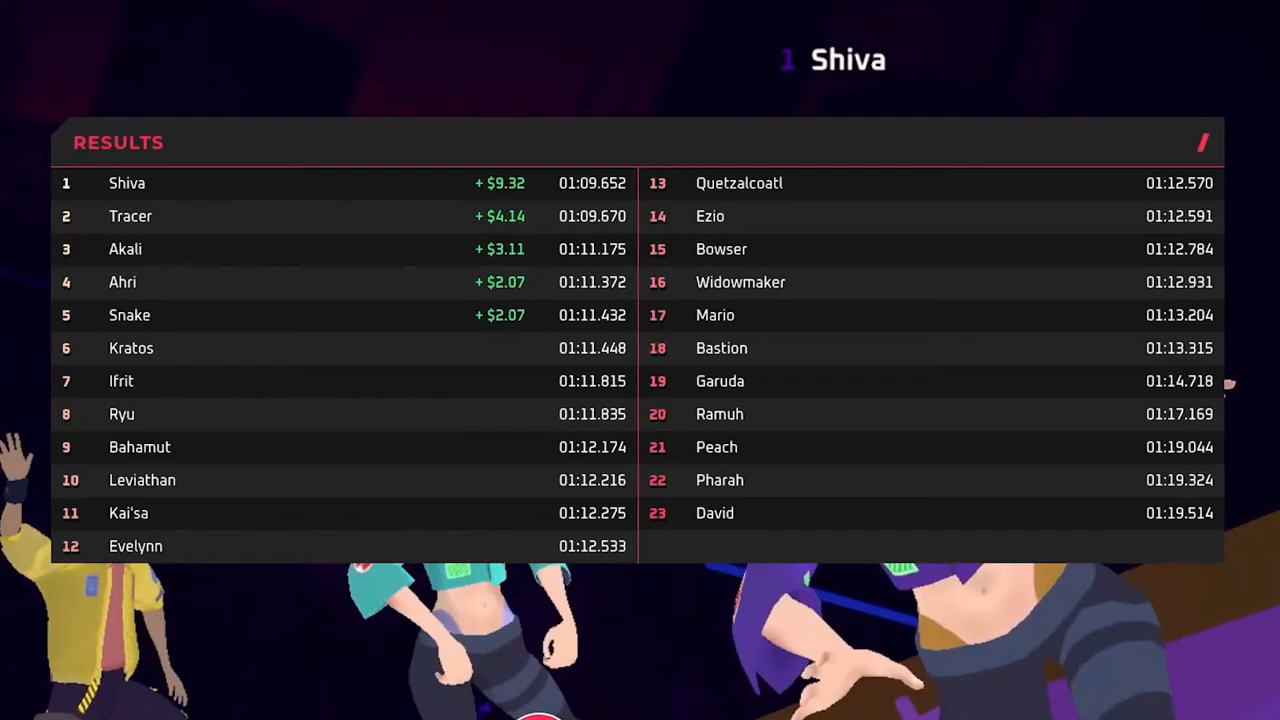 1 Shiva
RESULTS
1 Shiva + $9.32 01:09.652
2 Tracer + $4.14 01:09.670
3 Akali + $3.11 01:11.175
4 Ahri + $2.07 01:11.372
5 Snake + $2.07 01:11.432
6 Kratos 01:11.448
7 Ifrit 01:11.815
8 Ryu 01:11.835
9 Bahamut 01:12.174
10 Leviathan 01:12.216
11 Kai'sa 01:12.275
12 Evelynn 01:12.533
13 Quetzalcoatl 01:12.570
14 Ezio 01:12.591
15 Bowser 01:12.784
16 Widowmaker 01:12.931
17 Mario 01:13.204
18 Bastion 01:13.315
19 Garuda 01:14.718
20 Ramuh 01:17.169
21 Peach 01:19.044
22 Pharah 01:19.324
23 David 01:19.514